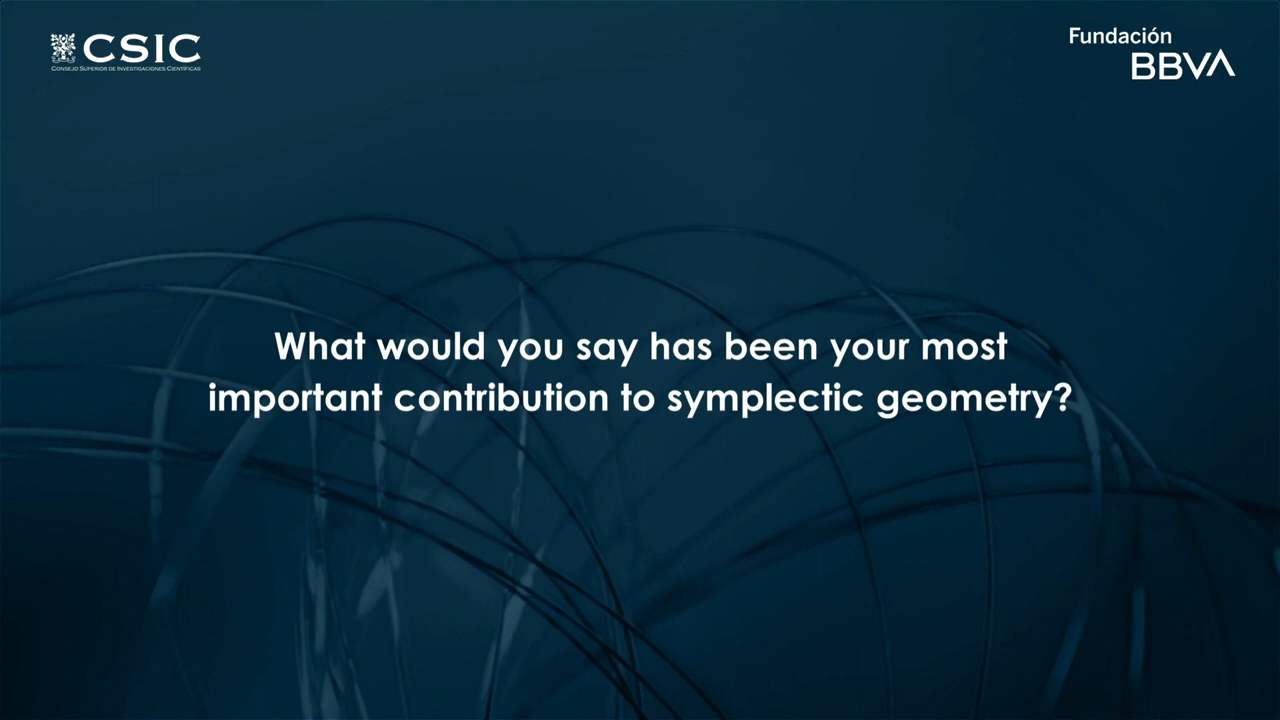 CSIC
CONSEJO SUPERIOR DE INVESTIGACIONES CIENTÍFICAS
Fundación
BBVA
What would you say has been your most
important contribution to symplectic geometry?